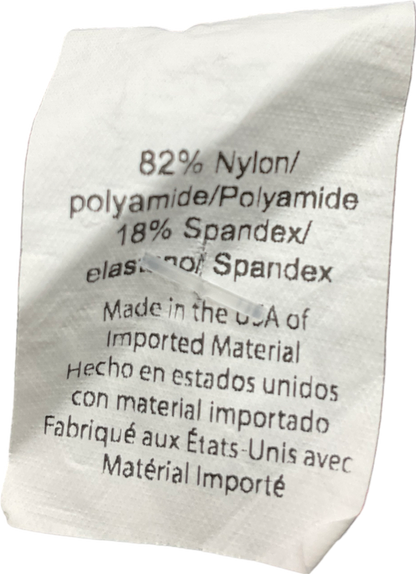 82% Nylon/
polyamide/Polyamide
18% Spandex/
elastano/ Spandex
Made in the USA of
Imported Material
Hecho en estados unidos
con material importado
Fabriqué aux États-Unis avec
Matérial Importé